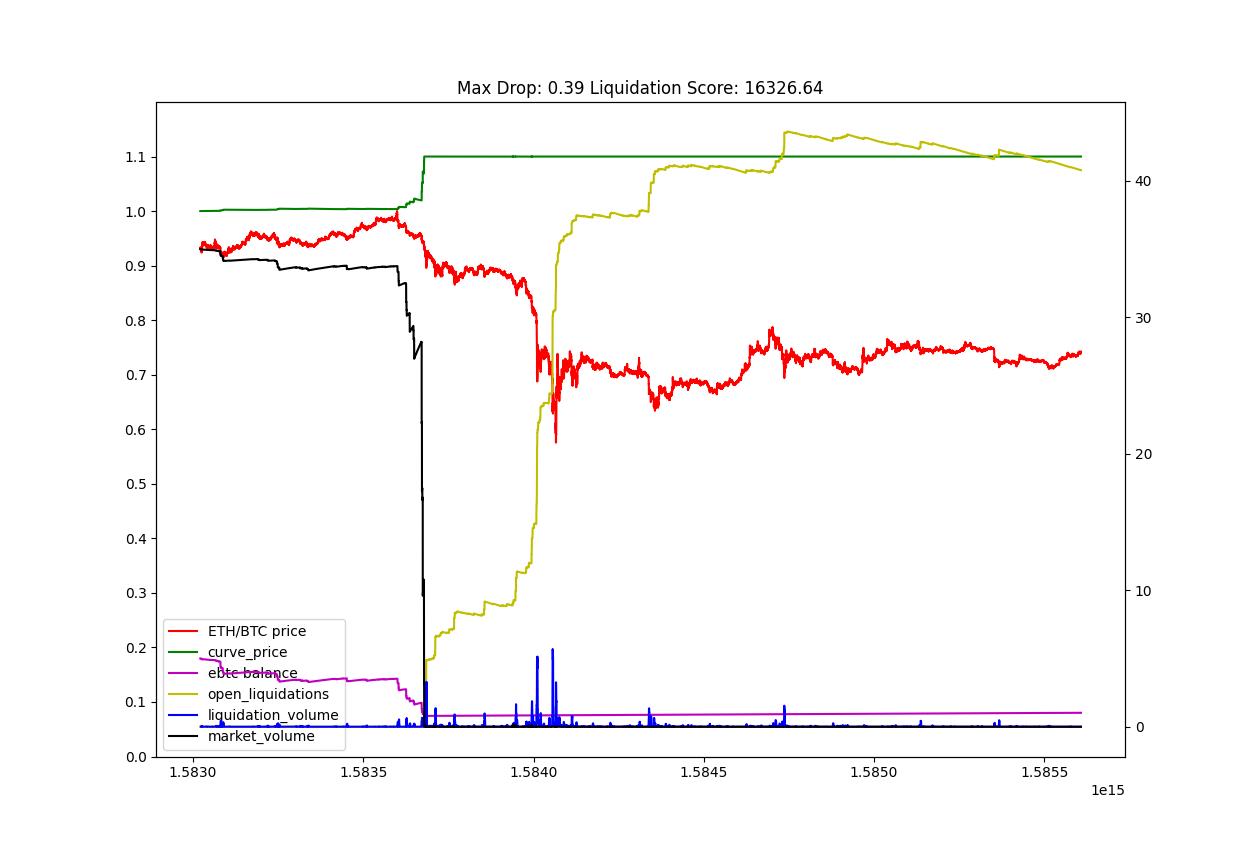 Max Drop: 0.39 Liquidation Score: 16326.64
1.1
1.0
0.9
0.8
0.7
0.6
0.5
0.4
0.3
0.2
0.1
0.0
40
30
20
10
0
ETH/BTC price
curve_price
ebtc balance
open_liquidations
liquidation_volume
market_volume
1.5830 1.5835 1.5840 1.5845 1.5850 1.5855
1e15